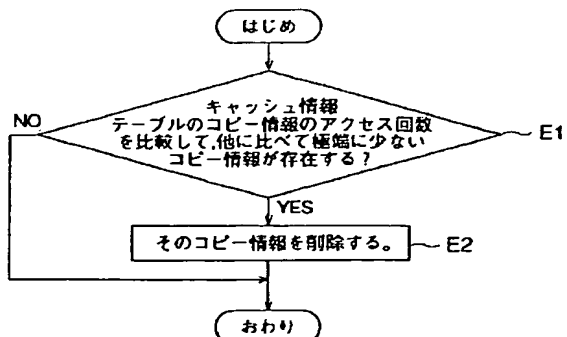 はじめ
キャッシュ情報
テーブルのコピー情報のアクセス回数
を比較して,他に比べて極端に少ない
コピー情報が存在する?
NO
E1
YES
そのコピー情報を削除する。
E2
おわり